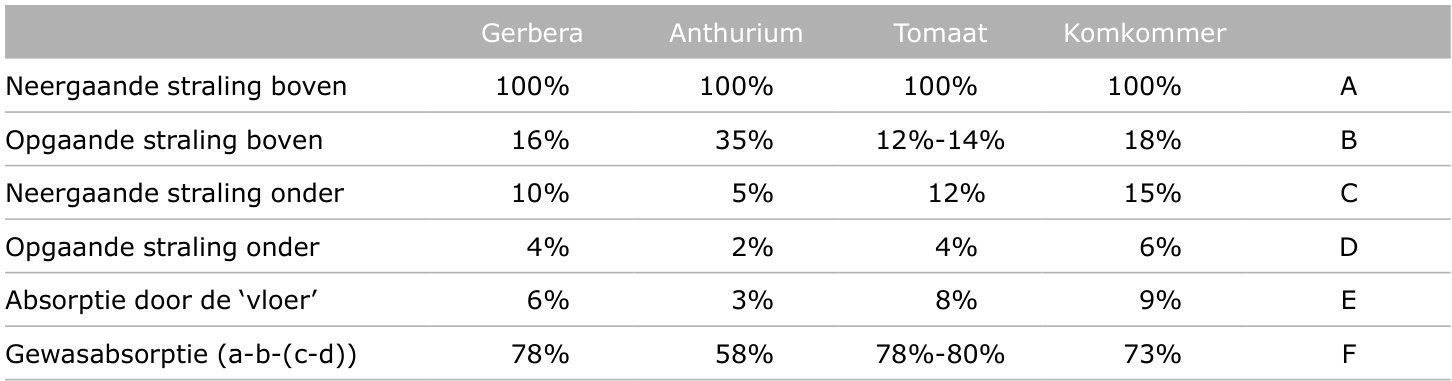 Gerbera Anthurium Tomaat Komkommer
Neergaande straling boven 100% 100% 100% 100% A
Opgaande straling boven 16% 35% 12%-14% 18% B
Neergaande straling onder 10% 5% 12% 15% C
Opgaande straling onder 4% 2% 4% 6% D
Absorptie door de ‘vloer’ 6% 3% 8% 9% E
Gewasabsorptie (a-b-(c-d)) 78% 58% 78%-80% 73% F